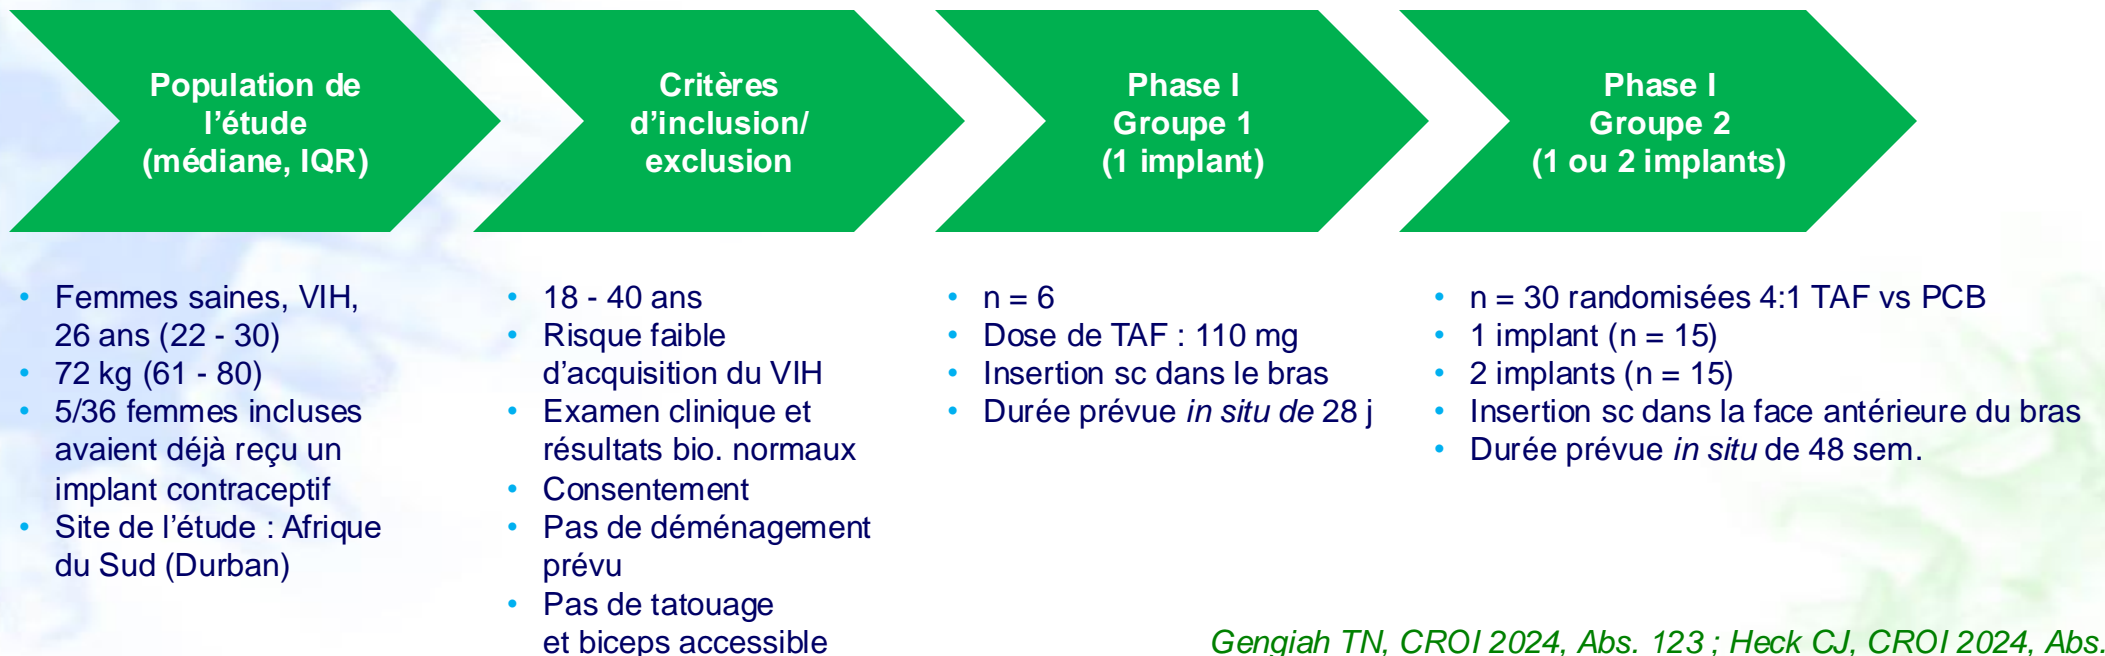 Population de
l’étude
(médiane, IQR)
Critères
d’inclusion/
exclusion
Phase I
Groupe 1
(1 implant)
Phase I
Groupe 2
(1 ou 2 implants)
• Femmes saines, VIH,
26 ans (22 - 30)
• 72 kg (61 - 80)
• 5/36 femmes incluses
avaient déjà reçu un
implant contraceptif
• Site de l’étude : Afrique
du Sud (Durban)
• 18 - 40 ans
• Risque faible
d’acquisition du VIH
• Examen clinique et
résultats bio. normaux
• Consentement
• Pas de déménagement
prévu
• Pas de tatouage
et biceps accessible
• n = 6
• Dose de TAF : 110 mg
• Insertion sc dans le bras
• Durée prévue in situ de 28 j
• n = 30 randomisées 4:1 TAF vs PCB
• 1 implant (n = 15)
• 2 implants (n = 15)
• Insertion sc dans la face antérieure du bras
• Durée prévue in situ de 48 sem.
Gengiah TN, CROI 2024, Abs. 123 ; Heck CJ, CROI 2024, Abs.